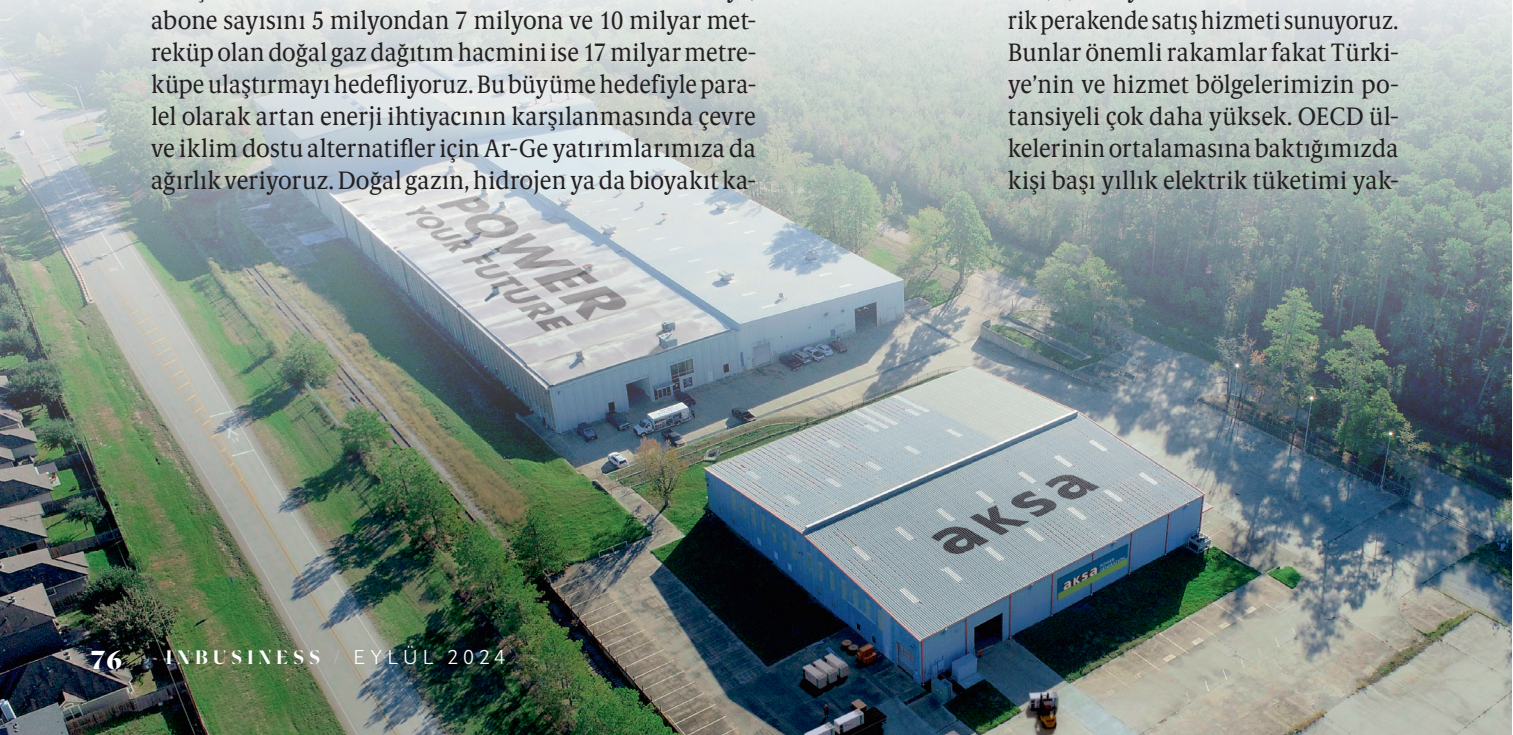 abone sayısını 5 milyondan 7 milyona ve 10 milyar met-
reküp olan doğal gaz dağıtım hacmini ise 17 milyar metre-
küpe ulaştırmayı hedefliyoruz. Bu büyüme hedefiyle para-
lel olarak artan enerji ihtiyacının karşılanmasında çevre
ve iklim dostu alternatifler için Ar-Ge yatırımlarımıza da
ağırlık veriyoruz. Doğal gazın, hidrojen ya da bioyakıt ka-
rik perakende satış hizmeti sunuyoruz.
Bunlar önemli rakamlar fakat Türki-
ye’nin ve hizmet bölgelerimizin po-
tansiyeli çok daha yüksek. OECD ül-
kelerinin ortalamasına baktığımızda
kişi başı yıllık elektrik tüketimi yak-
POWER
YOUR FUTURE
aksa
aksa
76 INBUSINESS / EYLÜL 2024